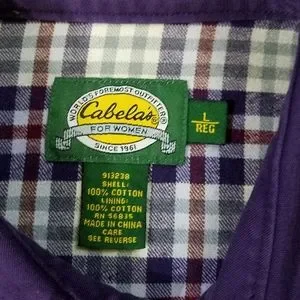 WORLD'S FOREMOST OUTFITTER
Cabela's
FOR WOMEN
SINCE 1961
L
REG
913238
SHELL:
100% COTTON
LINING:
100% COTTON
RN 56835
MADE IN CHINA
CARE
SEE REVERSE